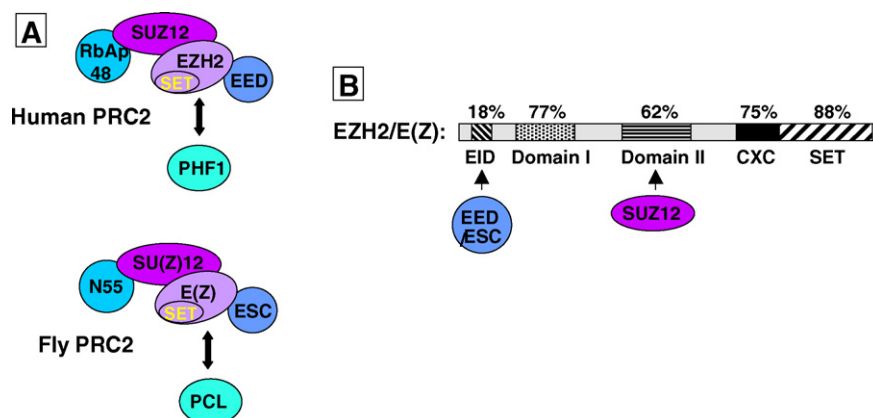 A
SUZ12
RbAp
48
EZH2
SET
EED
Human PRC2
PHF1
SU(Z)12
N55
E(Z)
SET
ESC
Fly PRC2
PCL
B
18% 77% 62% 75% 88%
EZH2/E(Z):
EID Domain I Domain II CXC SET
EED
/ESC
SUZ12